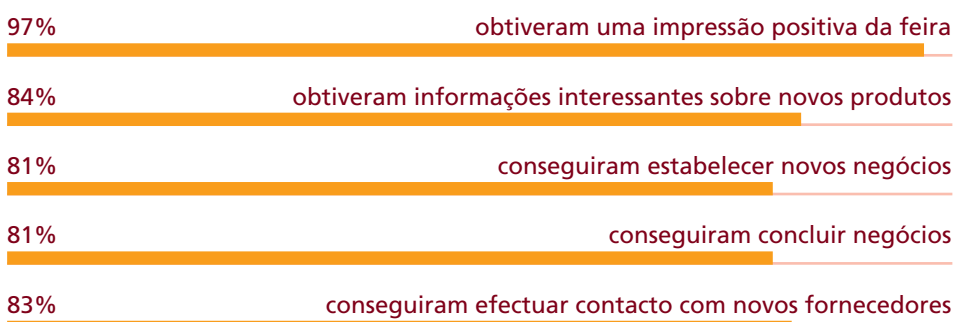 97% obtiveram uma impressão positiva da feira
84% obtiveram informações interessantes sobre novos produtos
81% conseguiram estabelecer novos negócios
81% conseguiram concluir negócios
83% conseguiram efectuar contacto com novos fornecedores